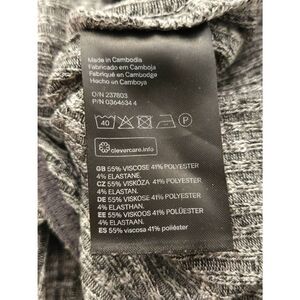 Made in Cambodia
Fabricado em Camboja
Fabriqué en Cambodge
Hecho en Camboya
O/N 237803
P/N 0364634 4
40
P
clevercare.info
GB 55% VISCOSE 41% POLYESTER
4% ELASTANE
CZ 55% VISKÓZA 41% POLYESTER
4% ELASTAN.
DE 55% VISKOSE 41% POLYESTER
4% ELASTHAN.
EE 55% VISKOOS 41% POLÜESTER
4% ELASTAAN.
ES 55% viscosa 41% poliéster